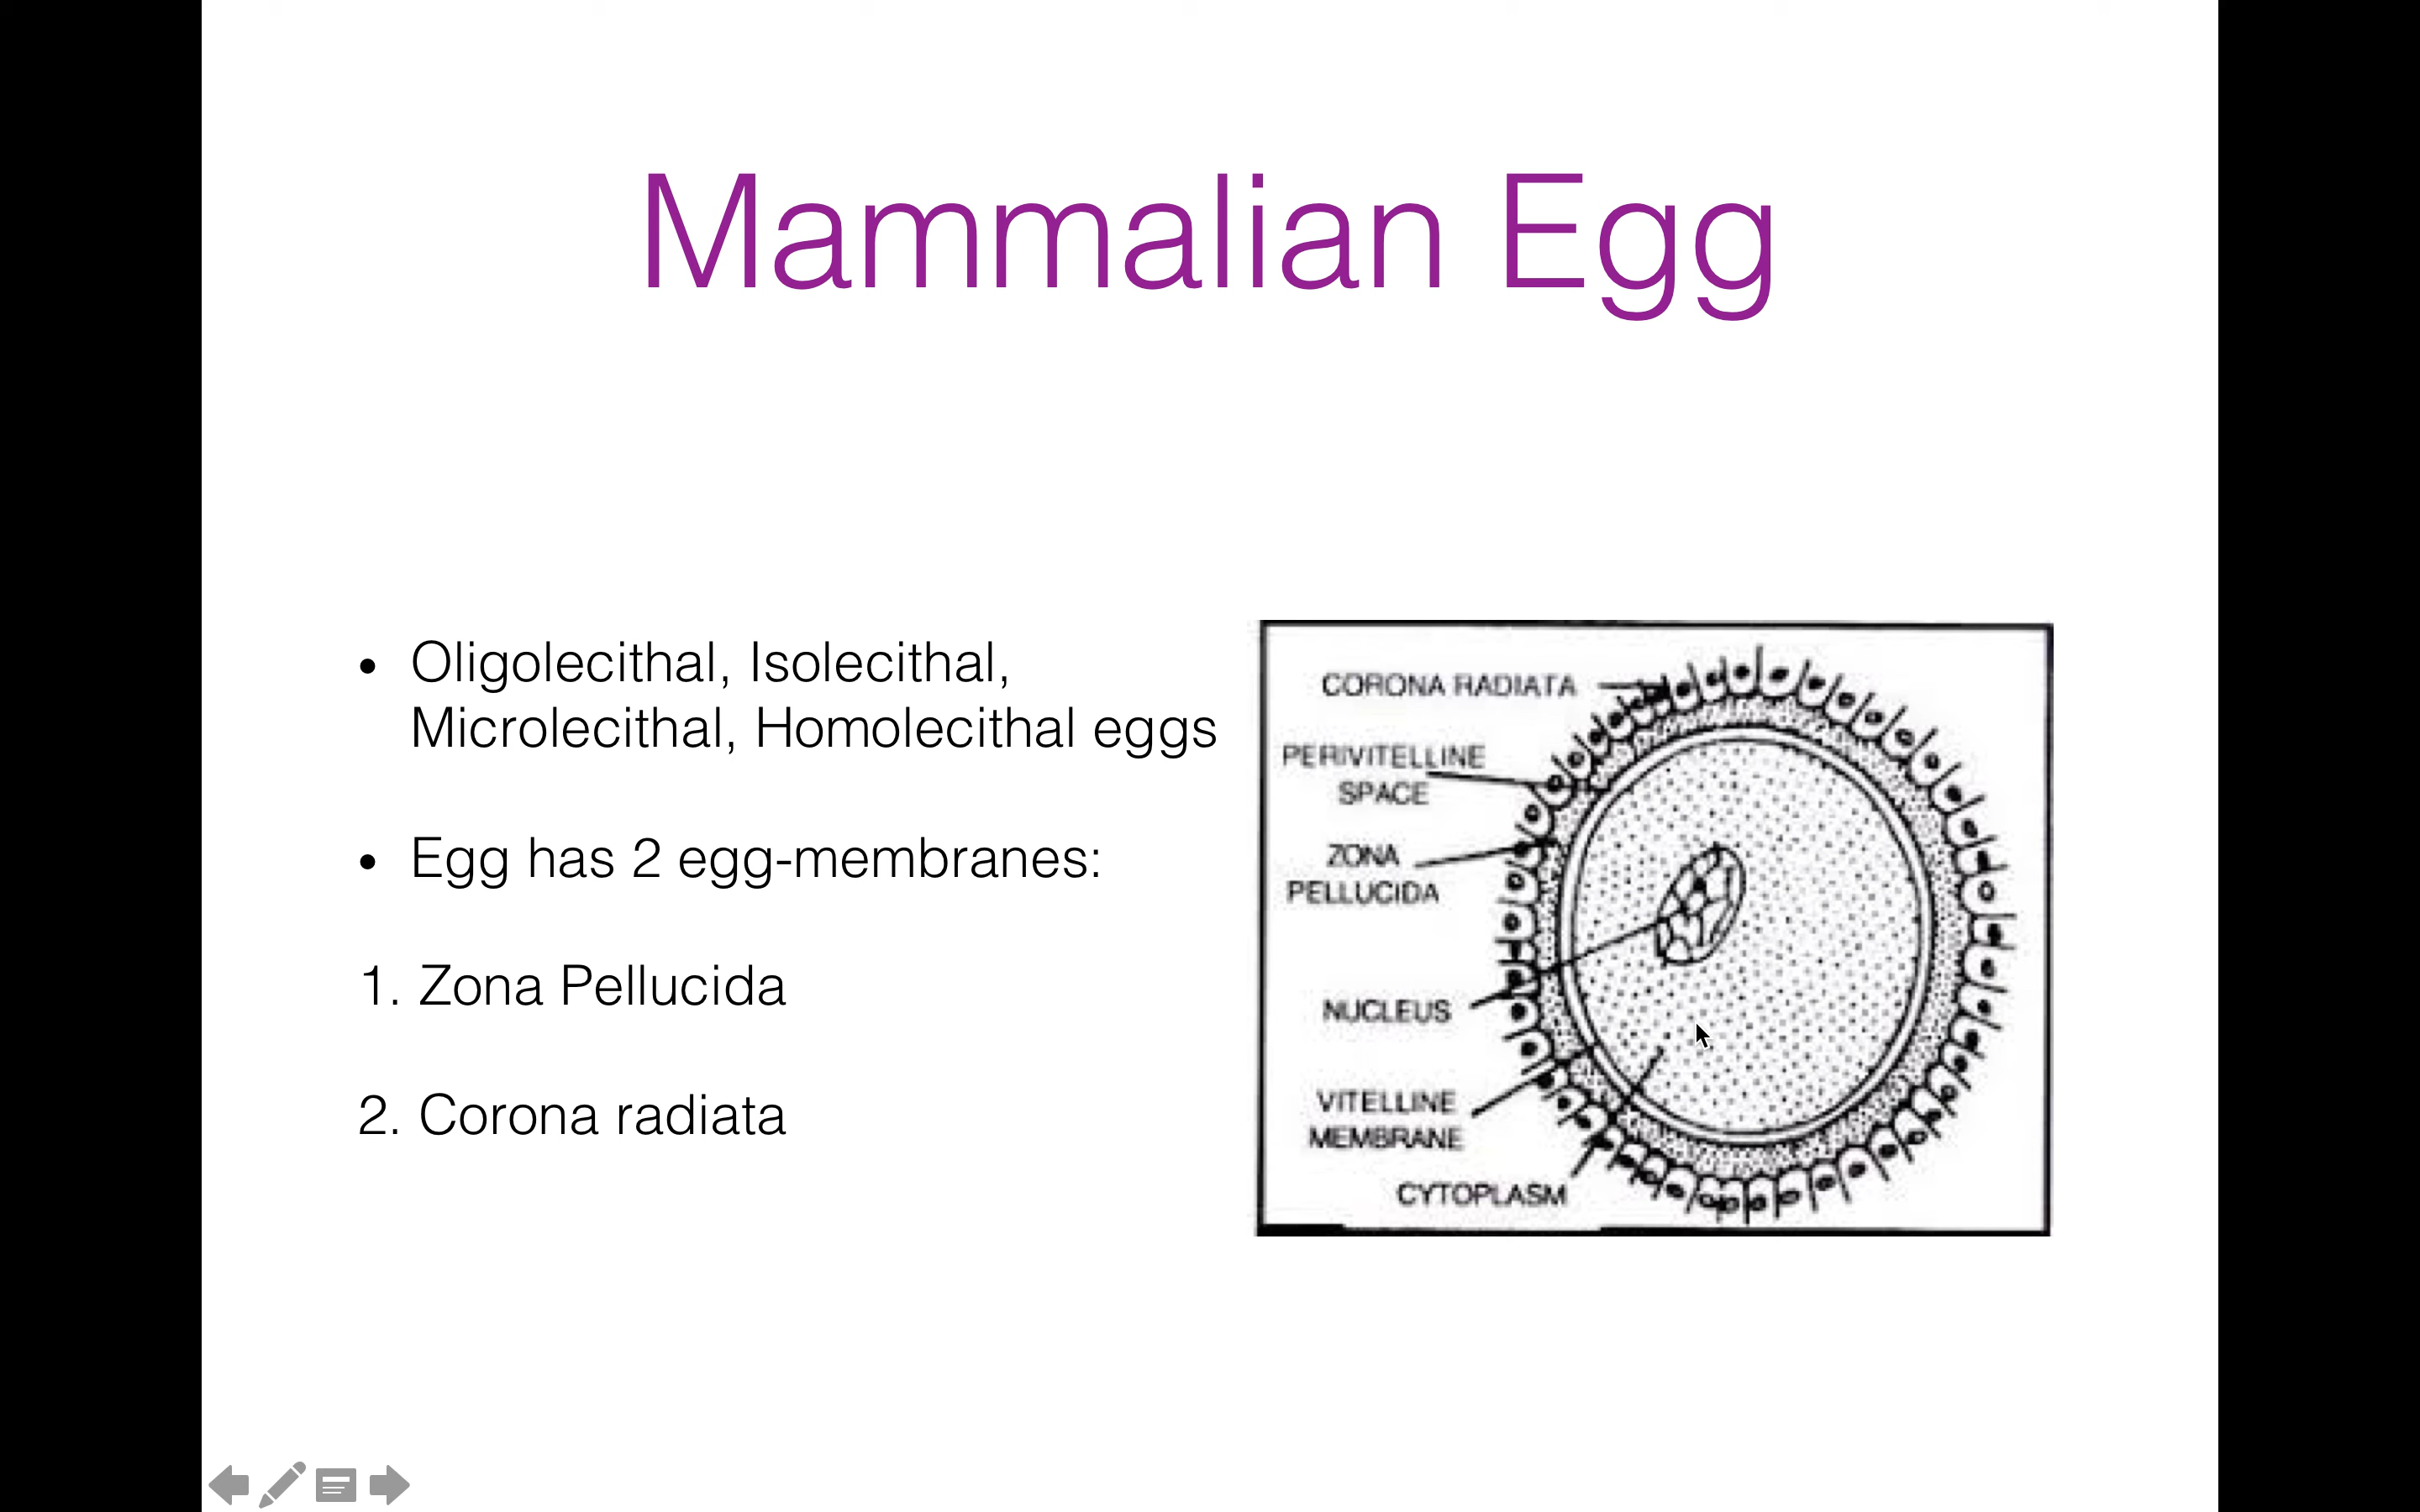 Mammalian Egg
• Oligolecithal, Isolecithal,
Microlecithal, Homolecithal eggs
• Egg has 2 egg-membranes:
1. Zona Pellucida
2. Corona radiata
CORONA RADIATA
PERIVITELLINE
SPACE
ZONA
PELLUCIDA
NUCLEUS
VITELLINE
MEMBRANE
CYTOPLASM